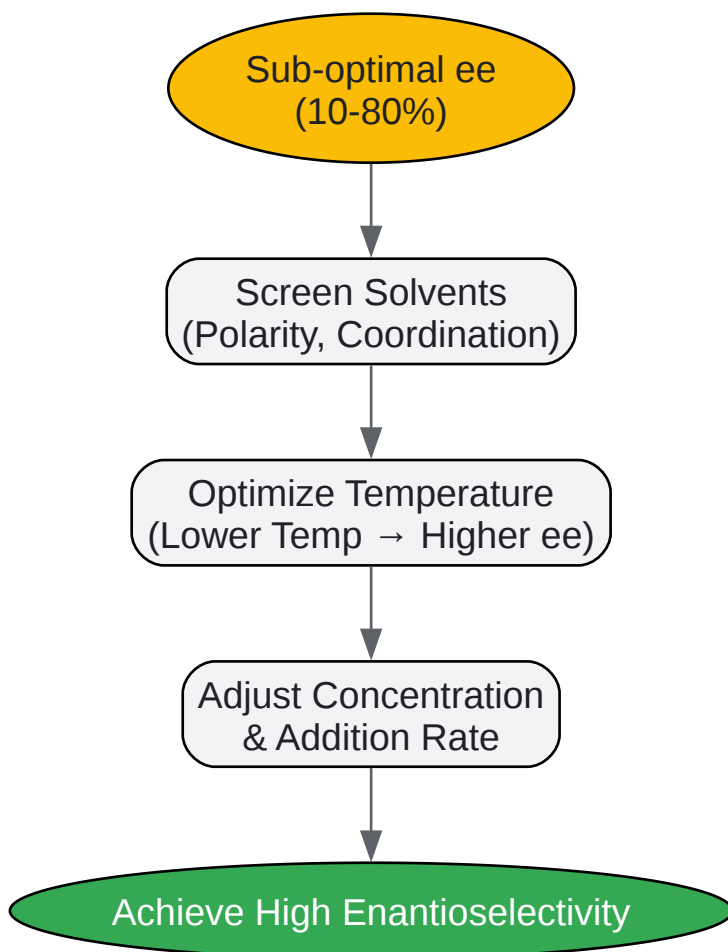 Sub-optimal ee
(10-80%)
Screen Solvents
(Polarity, Coordination)
Optimize Temperature
(Lower Temp → Higher ee)
Adjust Concentration
& Addition Rate
Achieve High Enantioselectivity